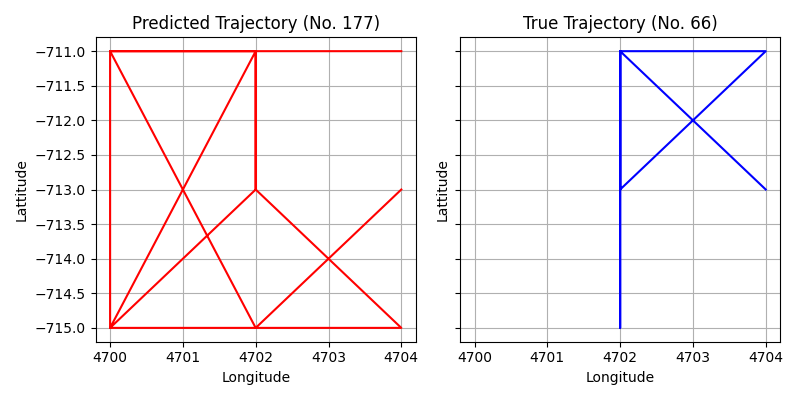 Predicted Trajectory (No. 177)
True Trajectory (No. 66)
Lattitude
−711.0
−711.5
−712.0
−712.5
−713.0
−713.5
−714.0
−714.5
−715.0
4700 4701 4702 4703 4704
Longitude
Lattitude
4700 4701 4702 4703 4704
Longitude